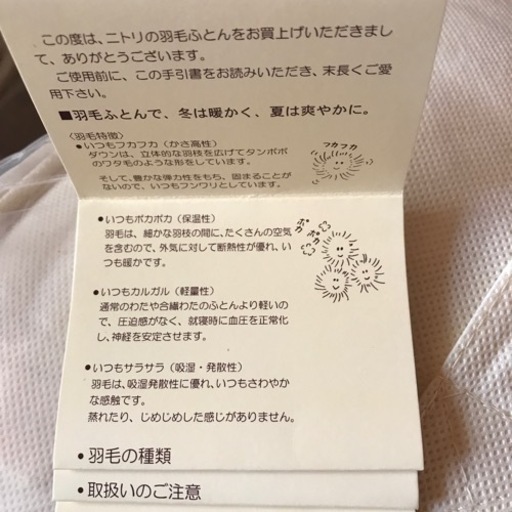 この度は、ニトリの羽毛ふとんをお買上げいただきまし
て、ありがとうございます。
ご使用前に、この手引書をお読みいただき、末長くご愛
用下さい。
■羽毛ふとんで、冬は暖かく、夏は爽やかに。
〈羽毛特徴〉
●いつもフカフカ（かさ高性）
ダウンは、立体的な羽枝を広げてタンポポ
のワタ毛のような形をしています。
そして、豊かな弾力性をもち、固まることが
ないので、いつもフンワリとしています。
フカフカ
●いつもポカポカ（保温性）
羽毛は、細かな羽枝の間に、たくさんの空気
を含むので、外気に対して断熱性が優れ、い
つも暖かです。
ポカ
ポカ
●いつもカルガル（軽量性）
通常のわたや合繊わたのふとんより軽いの
で、圧迫感がなく、就寝時に血圧を正常化
し、神経を安定させます。
●いつもサラサラ（吸湿・発散性）
羽毛は、吸湿発散性に優れ、いつもさわやか
な感触です。
蒸れたり、じめじめした感じがありません。
・羽毛の種類
・取扱いのご注意